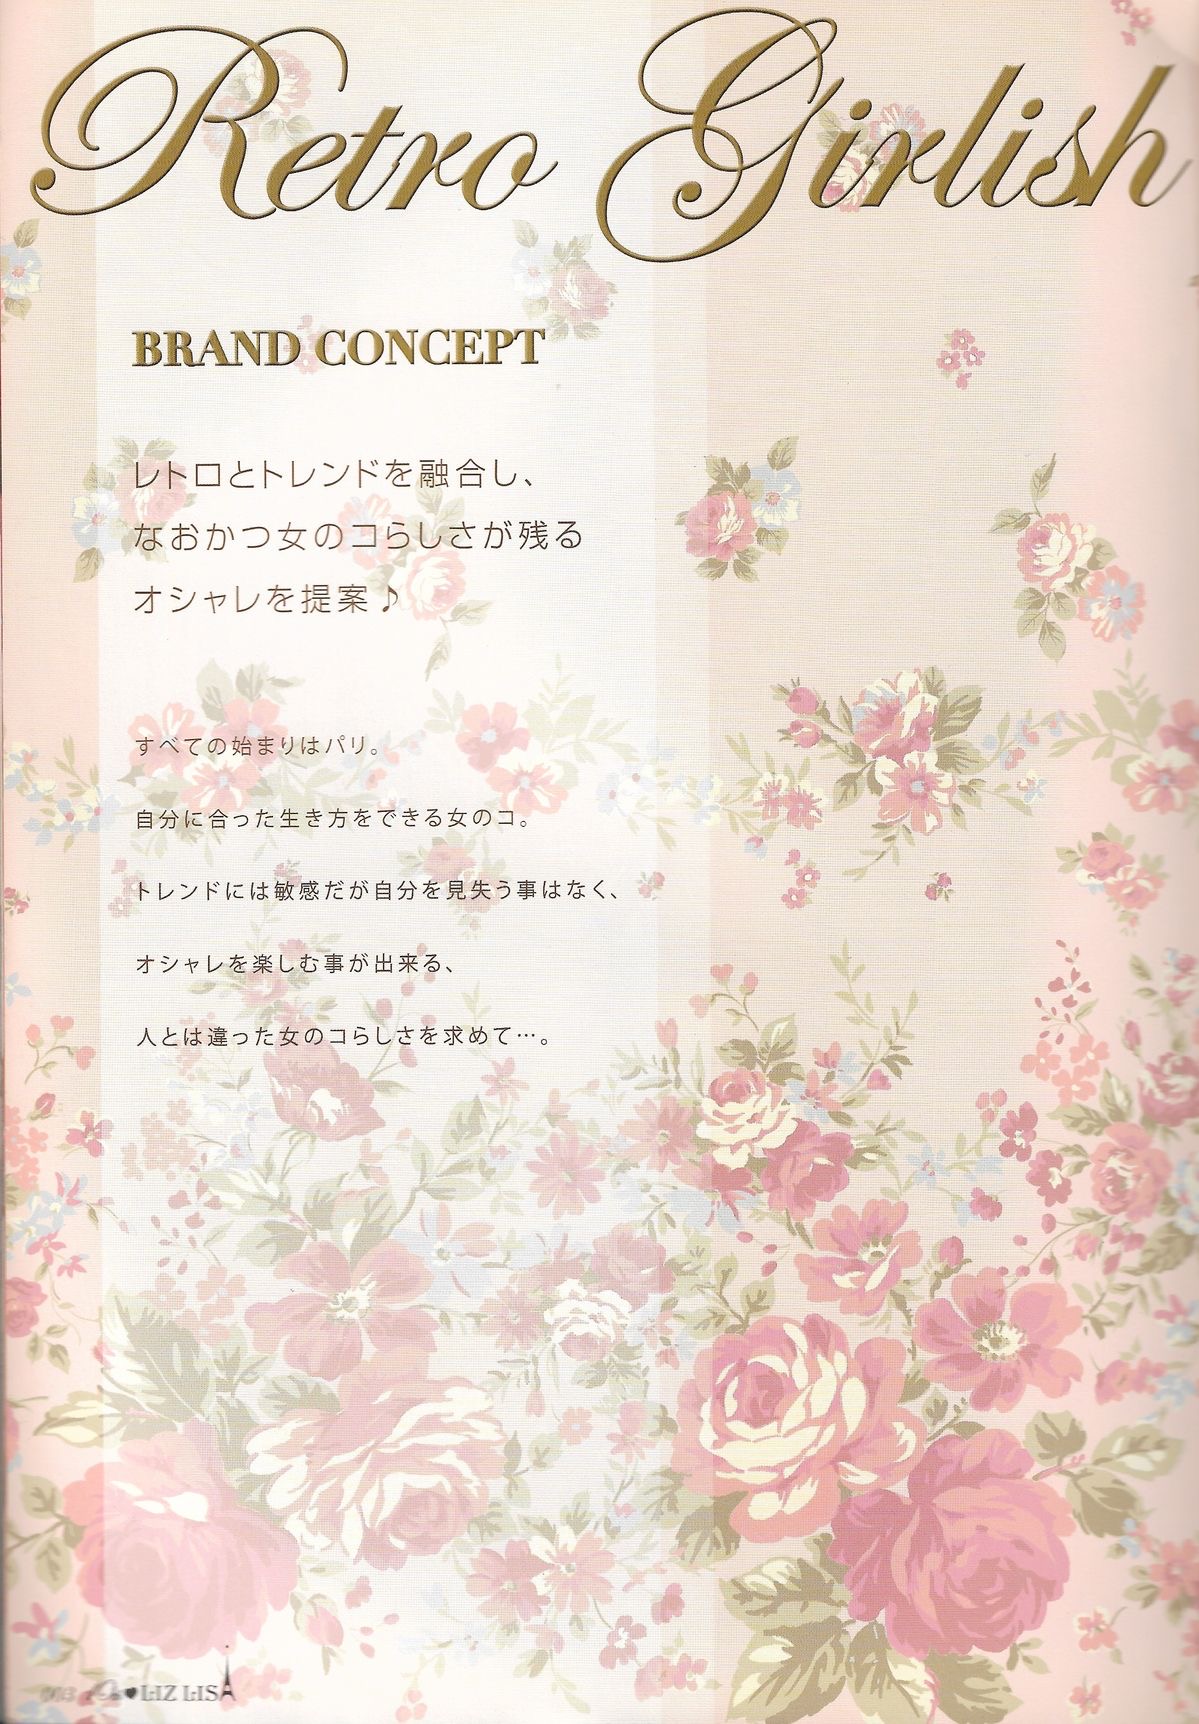 Retro Girlish
BRAND CONCEPT
レトロとトレンドを融合し、
なおかつ女のコらしさが残る
オシャレを提案♪
すべての始まりはパリ。
自分に合った生き方をできる女のコ。
トレンドには敏感だが自分を見失う事はなく、
オシャレを楽しむ事が出来る、
人とは違った女のコらしさを求めて…。
LIZ LISA